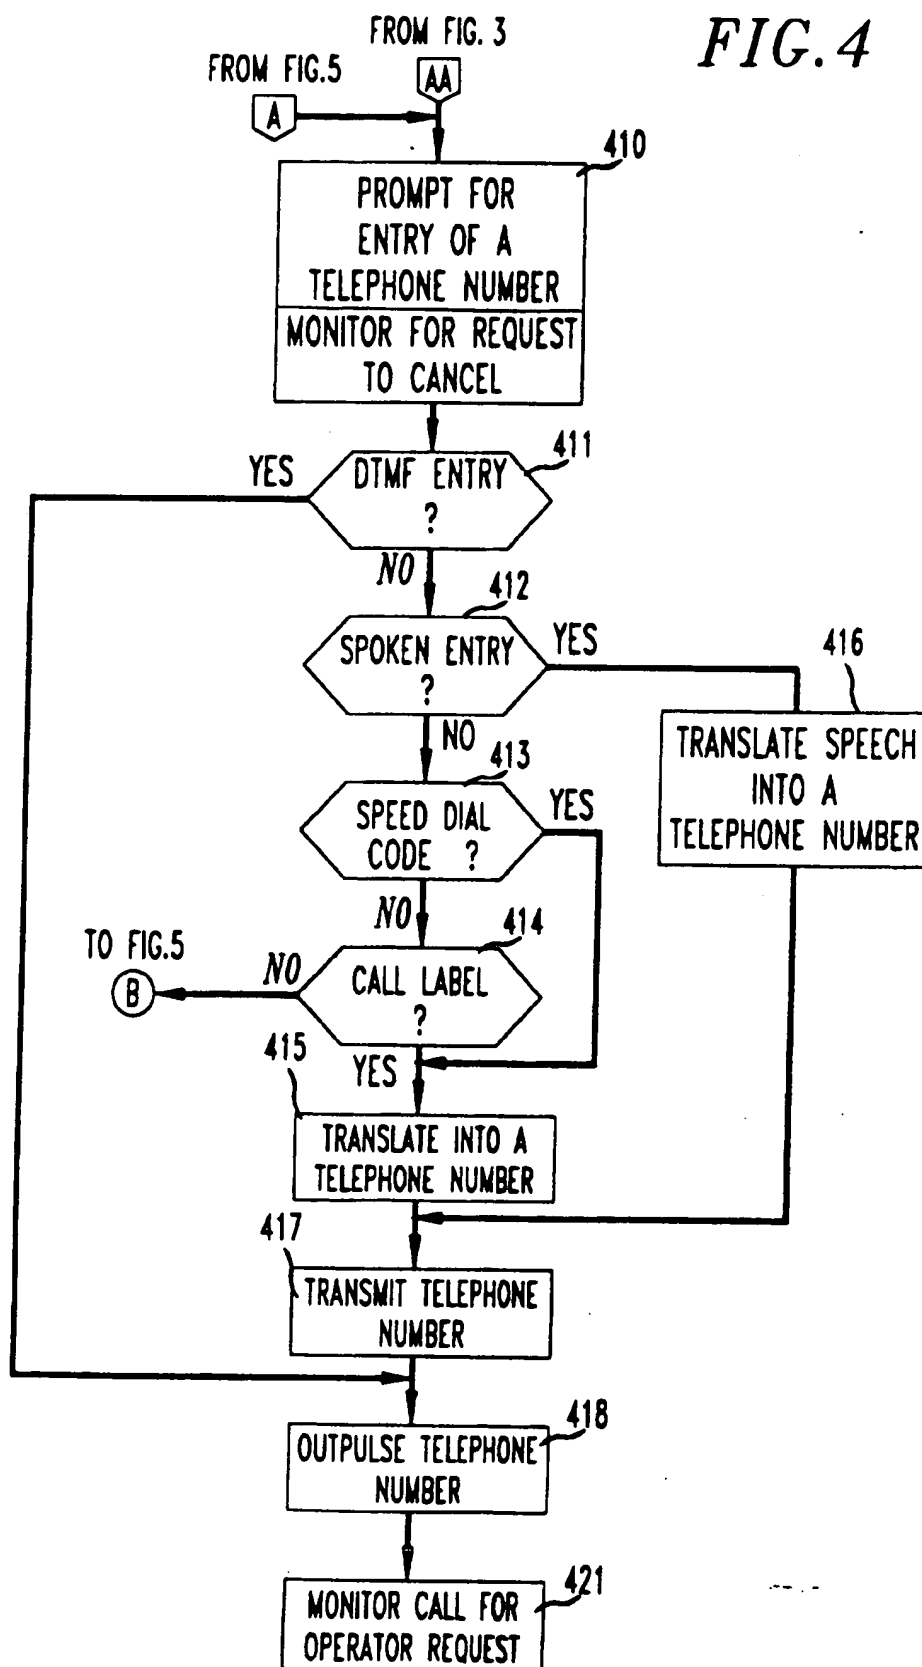 FROM FIG. 3
FIG. 4
FROM FIG.5
AA
A
410
PROMPT FOR
ENTRY OF A
TELEPHONE NUMBER
MONITOR FOR REQUEST
TO CANCEL
411
YES
DTMF ENTRY
?
NO
412
SPOKEN ENTRY
?
YES
416
TRANSLATE SPEECH
INTO A
TELEPHONE NUMBER
NO
413
SPEED DIAL
CODE ?
YES
NO
414
TO FIG.5
B
NO
CALL LABEL
?
415
YES
TRANSLATE INTO A
TELEPHONE NUMBER
417
TRANSMIT TELEPHONE
NUMBER
418
OUTPULSE TELEPHONE
NUMBER
421
MONITOR CALL FOR
OPERATOR REQUEST